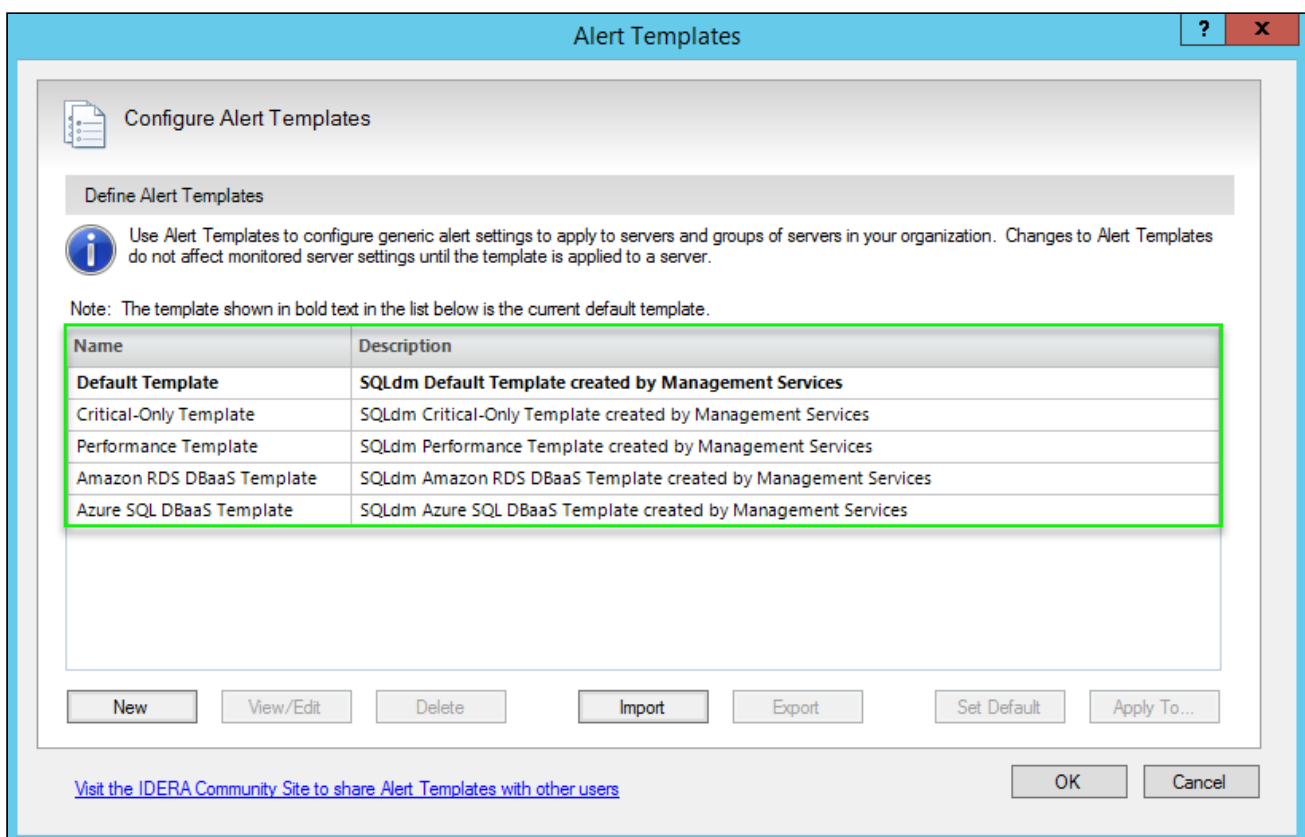 Alert Templates
?
x
Configure Alert Templates
Define Alert Templates
i
Use Alert Templates to configure generic alert settings to apply to servers and groups of servers in your organization. Changes to Alert Templates
do not affect monitored server settings until the template is applied to a server.
Note: The template shown in bold text in the list below is the current default template.
Name Description
Default Template SQLdm Default Template created by Management Services
Critical-Only Template SQLdm Critical-Only Template created by Management Services
Performance Template SQLdm Performance Template created by Management Services
Amazon RDS DBaaS Template SQLdm Amazon RDS DBaaS Template created by Management Services
Azure SQL DBaaS Template SQLdm Azure SQL DBaaS Template created by Management Services
New View/Edit Delete Import Export Set Default Apply To...
Visit the IDERA Community Site to share Alert Templates with other users
OK Cancel